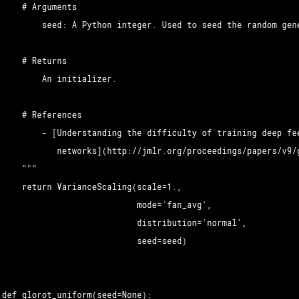 # Arguments
seed: A Python integer. Used to seed the random
# Returns
An initializer.
# References
- [Understanding the difficulty of training deep
networks](http://jmlr.org/proceedings/papers/v9/
"""
return VarianceScaling(scale=1.,
mode='fan_avg',
distribution='normal',
seed=seed)
def glorot_uniform(seed=None):